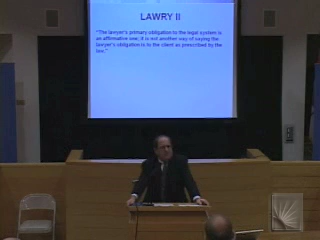 LAWRY II
"The lawyer's primary obligation to the legal system is
an affirmative one; it is not another way of saying the
lawyer's obligation is to the client as prescribed by the
law."